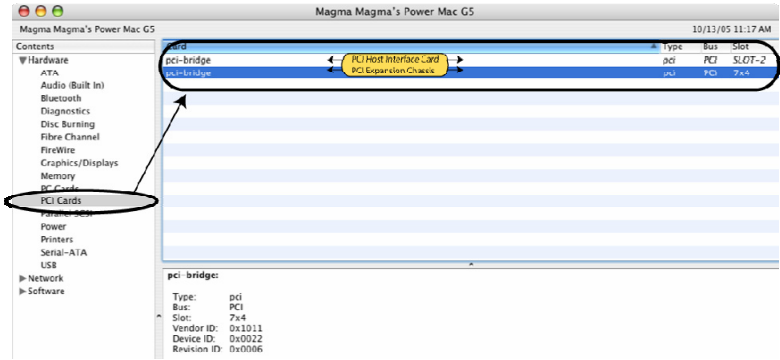 Magma Magma's Power Mac G5
Magma Magma's Power Mac G5 10/13/05 11:17 AM
Contents
Card Type Bus Slot
Hardware
pci-bridge PCI Host Interface Card pci PCI SLOT-2
pci-bridge PCI Expansion Chassis pci PCI 7x4
ATA
Audio (Built In)
Bluetooth
Diagnostics
Disc Burning
Fibre Channel
FireWire
Graphics/Displays
Memory
PC Cards
PCI Cards
Parallel SCSI
Power
Printers
Serial-ATA
USB
Network
Software
pci-bridge:
Type: pci
Bus: PCI
Slot: 7x4
Vendor ID: 0x1011
Device ID: 0x0022
Revision ID: 0x0006